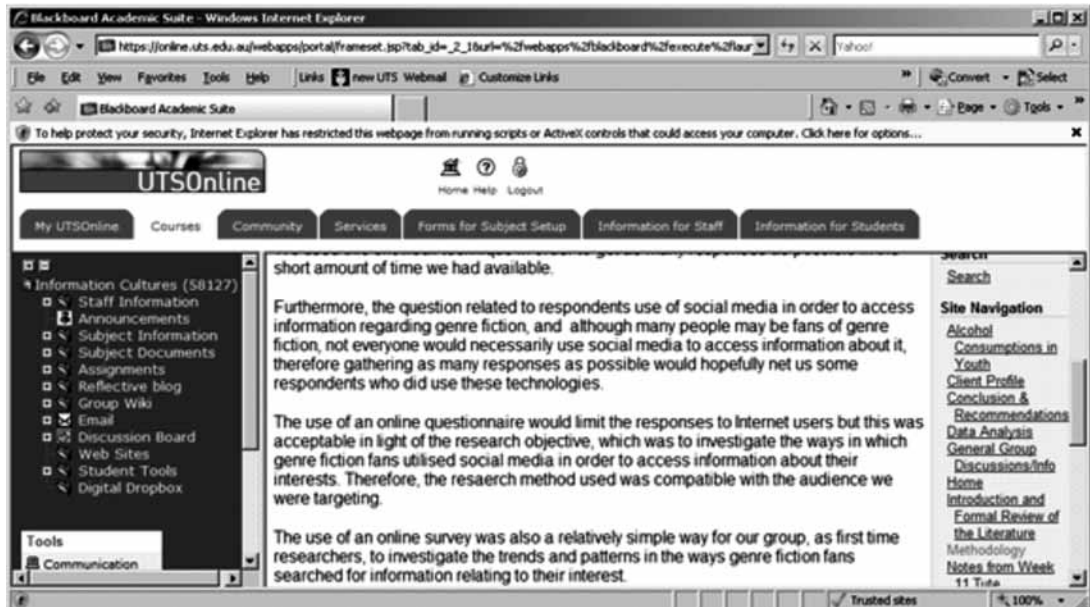 Blackboard Academic Suite - Windows Internet Explorer
https://online.uts.edu.au/webapps/portal/frameset.jsp?tab_id=_2_1&url=%2fwebapps%2fblackboard%2fexecute%2flaur
Yahoo!
File Edit View Favorites Tools Help Links new UTS Webmail Customize Links » Convert Select
Blackboard Academic Suite Page Tools »
To help protect your security, Internet Explorer has restricted this webpage from running scripts or ActiveX controls that could access your computer. Click here for options...
UTSOnline
Home Help Logout
My UTSOnline Courses Community Services Forms for Subject Setup Information for Staff Information for Students
Information Cultures (58127)
Staff Information
Announcements
Subject Information
Subject Documents
Assignments
Reflective blog
Group Wiki
Email
Discussion Board
Web Sites
Student Tools
Digital Dropbox
Tools
Communication
short amount of time we had available.
Furthermore, the question related to respondents use of social media in order to access
information regarding genre fiction, and although many people may be fans of genre
fiction, not everyone would necessarily use social media to access information about it,
therefore gathering as many responses as possible would hopefully net us some
respondents who did use these technologies.
The use of an online questionnaire would limit the responses to Internet users but this was
acceptable in light of the research objective, which was to investigate the ways in which
genre fiction fans utilised social media in order to access information about their
interests. Therefore, the resaerch method used was compatible with the audience we
were targeting.
The use of an online survey was also a relatively simple way for our group, as first time
researchers, to investigate the trends and patterns in the ways genre fiction fans
searched for information relating to their interest.
Search
Search
Site Navigation
Alcohol
Consumptions in
Youth
Client Profile
Conclusion &
Recommendations
Data Analysis
General Group
Discussions/Info
Home
Introduction and
Formal Review of
the Literature
Methodology
Notes from Week
11 Tute
Trusted sites
100%